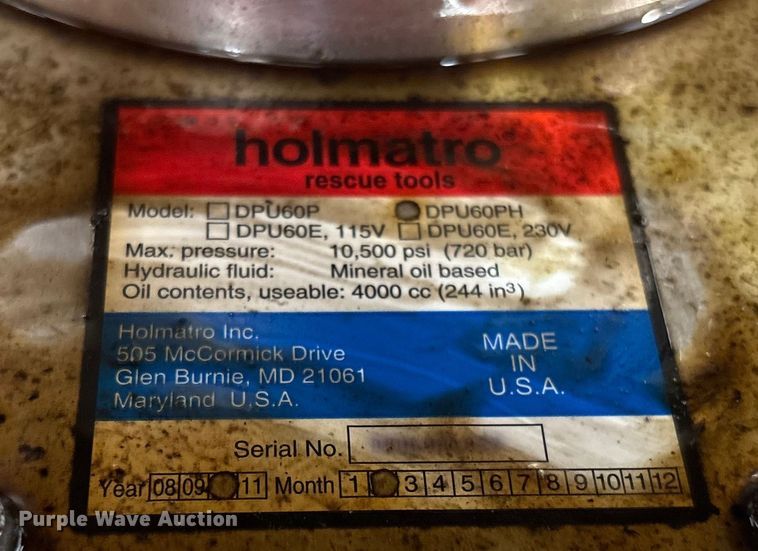 holmatro
rescue tools
Model: DPU60P DPU60PH
DPU60E, 115V DPU60E, 230V
Max. pressure: 10,500 psi (720 bar)
Hydraulic fluid: Mineral oil based
Oil contents, useable: 4000 cc (244 in³)
Holmatro Inc.
505 McCormick Drive
Glen Burnie, MD 21061
Maryland U.S.A.
MADE
IN
U.S.A.
Serial No.
Year 08 09 11 Month 1 3 4 5 6 7 8 9 10 11 12
Purple Wave Auction